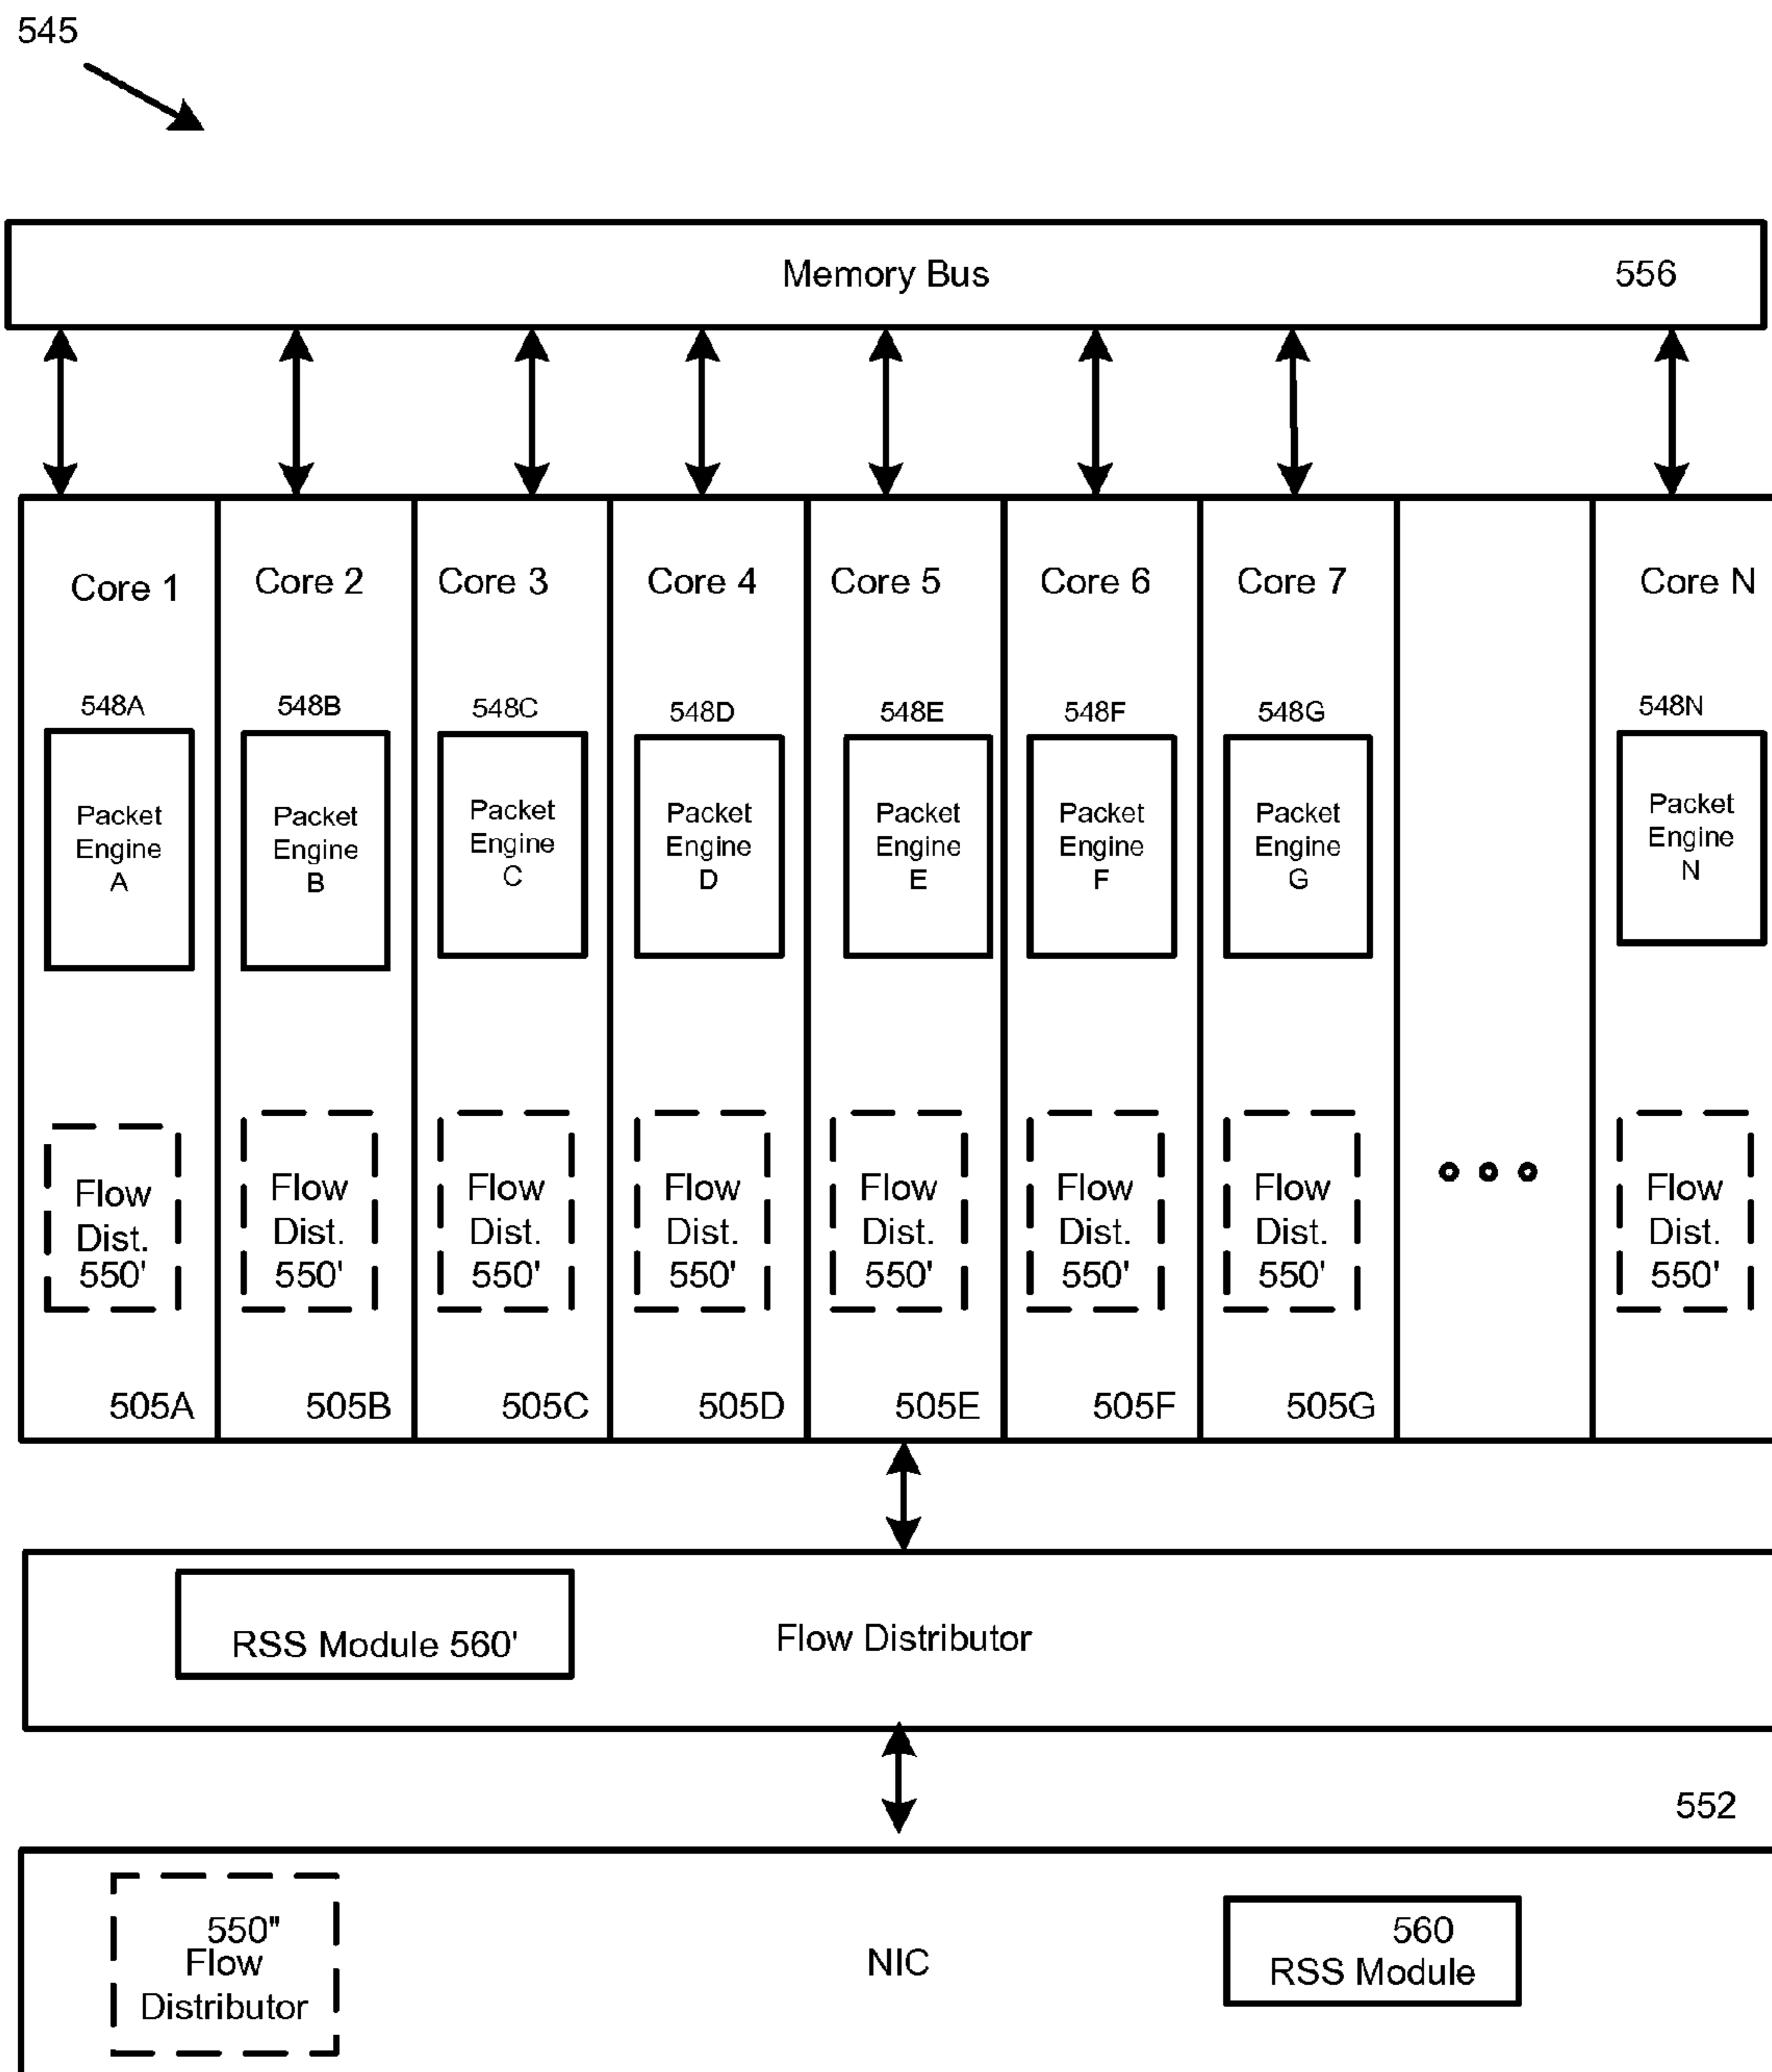 545
Memory Bus 556
Core 1 Core 2 Core 3 Core 4 Core 5 Core 6 Core 7 Core N
548A 548B 548C 548D 548E 548F 548G 548N
Packet Packet Packet Packet Packet Packet Packet Packet
Engine Engine Engine Engine Engine Engine Engine Engine
A B C D E F G N
Flow Flow Flow Flow Flow Flow Flow Flow
Dist. Dist. Dist. Dist. Dist. Dist. Dist. Dist.
550' 550' 550' 550' 550' 550' 550' 550'
505A 505B 505C 505D 505E 505F 505G
RSS Module 560' Flow Distributor
552
550"
Flow
Distributor
NIC
560
RSS Module